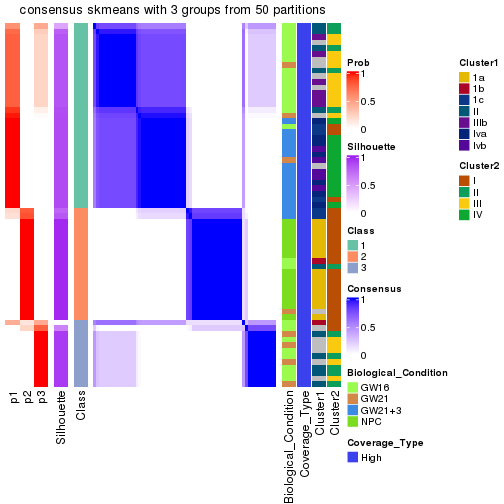 consensus skmeans with 3 groups from 50 partitions
p1
p2
p3
Silhouette
Class
Biological_Condition
Coverage_Type
Cluster1
Cluster2
Prob
1
0.5
0
Silhouette
1
0.5
0
Class
1
2
3
Consensus
1
0.5
0
Biological_Condition
GW16
GW21
GW21+3
NPC
Coverage_Type
High
Cluster1
1a
1b
1c
II
IIIb
Iva
Ivb
Cluster2
I
II
III
IV